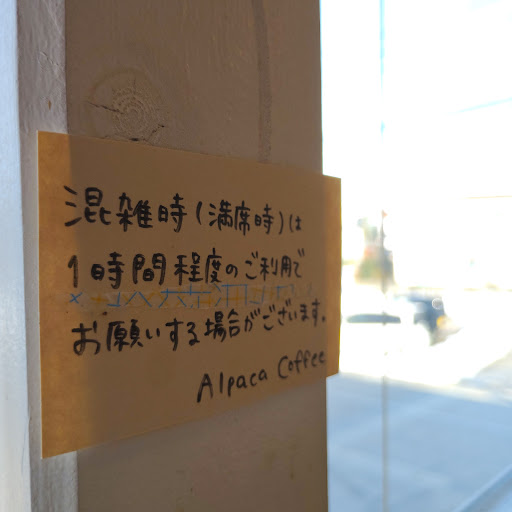 混雑時(満席時)は
1時間程度のご利用で
お願いする場合がございます。
Alpaca Coffee